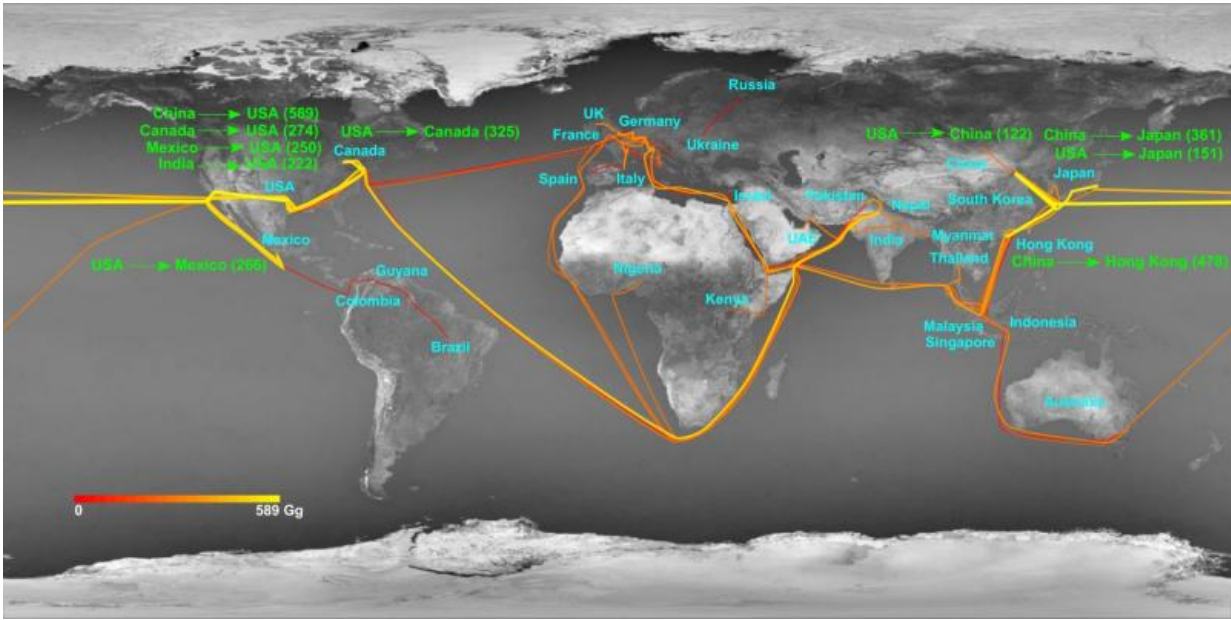 Russia
China → USA (589)
Canada → USA (274)
Mexico → USA (250)
India → USA (222)
USA → Canada (325)
UK
Germany
France
Ukraine
USA → China (122)
China → Japan (361)
USA → Japan (151)
Canada
China
Spain
Italy
Japan
USA
Israel
Pakistan
South Korea
Nepal
Mexico
UAE
India
Myanmar
Hong Kong
Thailand
USA → Mexico (266)
China → Hong Kong (478)
Guyana
Nigeria
Colombia
Kenya
Malaysia
Indonesia
Singapore
Brazil
Australia
0
589 Gg